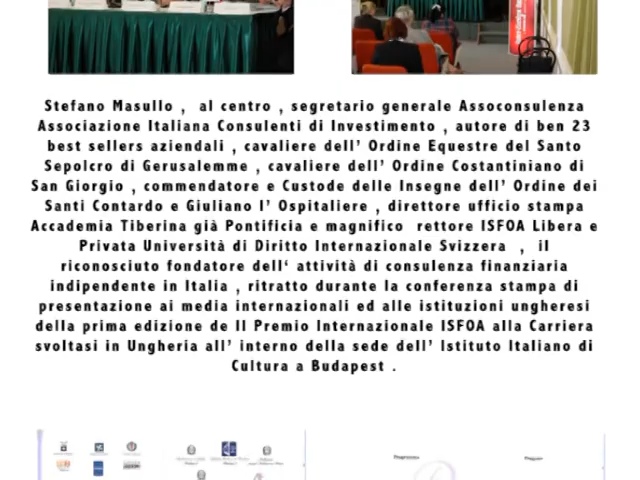 Stefano Masullo , al centro , segretario generale Assoconsulenza
Associazione Italiana Consulenti di Investimento , autore di ben 23
best sellers aziendali , cavaliere dell’ Ordine Equestre del Santo
Sepolcro di Gerusalemme , cavaliere dell’ Ordine Costantiniano di
San Giorgio , commendatore e Custode delle Insegne dell’ Ordine dei
Santi Contardo e Giuliano l’ Ospitaliere , direttore ufficio stampa
Accademia Tiberina già Pontificia e magnifico rettore ISFOA Libera e
Privata Università di Diritto Internazionale Svizzera , il
riconosciuto fondatore dell‘ attività di consulenza finanziaria
indipendente in Italia , ritratto durante la conferenza stampa di
presentazione ai media internazionali ed alle istituzioni ungheresi
della prima edizione de Il Premio Internazionale ISFOA alla Carriera
svoltasi in Ungheria all’ interno della sede dell’ Istituto Italiano di
Cultura a Budapest .